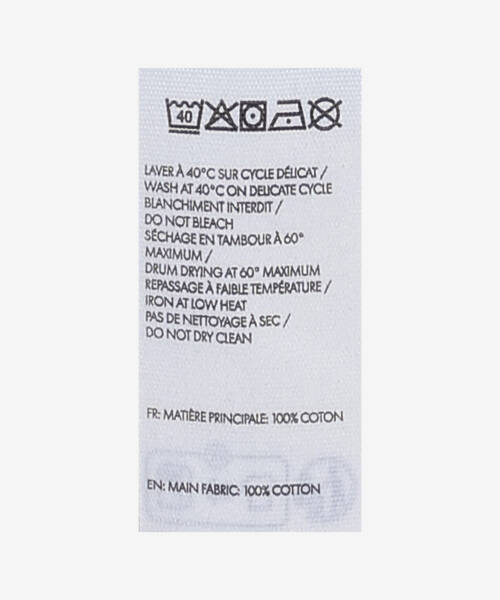 40
LAVER À 40°C SUR CYCLE DÉLICAT /
WASH AT 40°C ON DELICATE CYCLE
BLANCHIMENT INTERDIT /
DO NOT BLEACH
SÉCHAGE EN TAMBOUR À 60°
MAXIMUM /
DRUM DRYING AT 60° MAXIMUM
REPASSAGE À FAIBLE TEMPÉRATURE /
IRON AT LOW HEAT
PAS DE NETTOYAGE À SEC /
DO NOT DRY CLEAN
FR: MATIÈRE PRINCIPALE: 100% COTON
EN: MAIN FABRIC: 100% COTTON